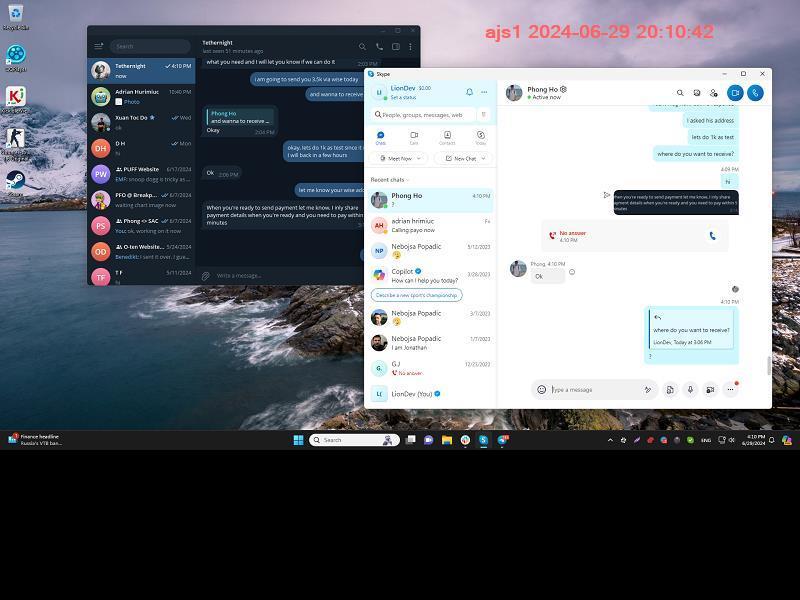 ajs1 2024-06-29 20:10:42
Recycle Bin
GOMPlayer
Steam
Search
Tethernight
4:10 PM
now
Adrian Hurimiuc
10:40 PM
Photo
Xuan Toc Do
Wed
ok
D H
Mon
hi
PUFF Website
6/17/2024
EMF: snoop dogg is tricky as...
PFO @ Breakp...
6/7/2024
waiting chart image now
Phong <> SAC
6/7/2024
You: ok, working on it now
O-ten Website...
5/24/2024
Benedikt: I sent it over. I gue...
T F
5/11/2024
hi
Tethernight
last seen 51 minutes ago
what you need and I will let you know if we can do it
2:03 PM
i am going to send you 3.5k via wise today
and wanna to receive
Phong Ho
and wanna to receive ...
Okay
2:04 PM
okay. lets do 1k as test since i
I will back in a few hours
Ok
2:06 PM
let me know your wise add
When you're ready to send payment let me know. I only share
payment details when you're ready and you need to pay within 5
minutes
Write a message...
Skype
LionDev
$0.00
Set a status
People, groups, messages, web
Chats
Calls
Contacts
Today
Meet Now
New Chat
Recent chats
Phong Ho
4:10 PM
?
adrian hrimiuc
Fri
Calling payo now
Nebojsa Popadic
5/12/2023
Copilot
3/28/2023
How can I help you today?
Describe a new sport's championship
Nebojsa Popadic
3/7/2023
Nebojsa Popadic
1/7/2023
I am Jonathan
GJ
12/23/2022
No answer
LionDev (You)
Phong Ho
Active now
I asked his address
lets do 1k as test
where do you want to receive?
4:09 PM
hi
When you're ready to send payment let me know. I only share
payment details when you're ready and you need to pay within 5
minutes
No answer
4:10 PM
Phong, 4:10 PM
Ok
4:10 PM
where do you want to receive?
LionDev, Today at 3:06 PM
?
Type a message
Finance headline
Russia's VTB ban...
Search
ENG
4:10 PM
6/29/2024